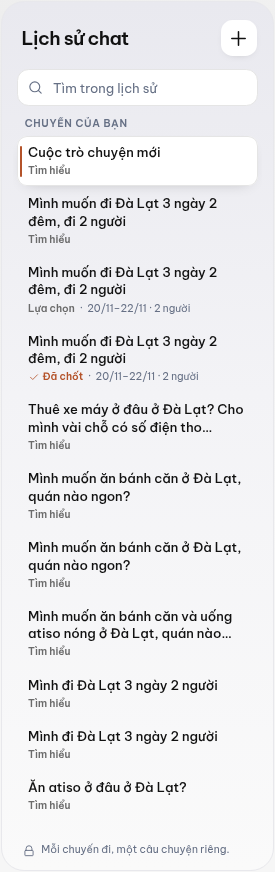 Lịch sử chat
Tìm trong lịch sử
CHUYẾN CỦA BẠN
Cuộc trò chuyện mới
Tìm hiểu
Mình muốn đi Đà Lạt 3 ngày 2
đêm, đi 2 người
Tìm hiểu
Mình muốn đi Đà Lạt 3 ngày 2
đêm, đi 2 người
Lựa chọn · 20/11–22/11 · 2 người
Mình muốn đi Đà Lạt 3 ngày 2
đêm, đi 2 người
Đã chốt · 20/11–22/11 · 2 người
Thuê xe máy ở đâu ở Đà Lạt? Cho
mình vài chỗ có số điện tho...
Tìm hiểu
Mình muốn ăn bánh căn ở Đà Lạt,
quán nào ngon?
Tìm hiểu
Mình muốn ăn bánh căn ở Đà Lạt,
quán nào ngon?
Tìm hiểu
Mình muốn ăn bánh căn và uống
atiso nóng ở Đà Lạt, quán nào...
Tìm hiểu
Mình đi Đà Lạt 3 ngày 2 người
Tìm hiểu
Mình đi Đà Lạt 3 ngày 2 người
Tìm hiểu
Ăn atiso ở đâu ở Đà Lạt?
Tìm hiểu
Mỗi chuyến đi, một câu chuyện riêng.